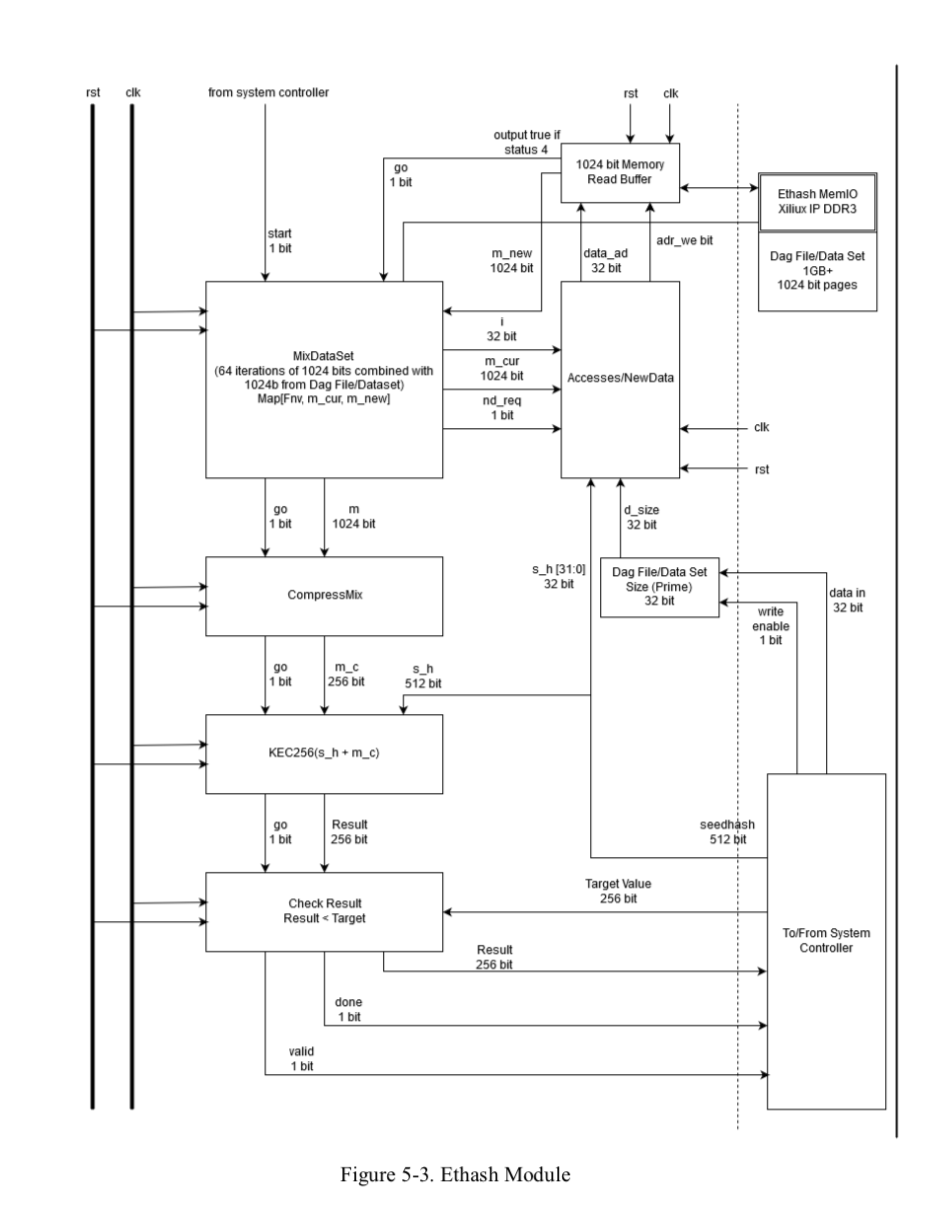 rst
clk
from system controller
rst
clk
output true if
status 4
go
1 bit
1024 bit Memory
Read Buffer
Ethash MemIO
Xiliux IP DDR3
start
1 bit
m_new
1024 bit
data_ad
32 bit
adr_we bit
Dag File/Data Set
1GB+
1024 bit pages
i
32 bit
MixDataSet
(64 iterations of 1024 bits combined with
1024b from Dag File/Dataset)
Map[Fnv, m_cur, m_new]
m_cur
1024 bit
Accesses/NewData
nd_req
1 bit
clk
rst
go
1 bit
m
1024 bit
d_size
32 bit
s_h [31:0]
32 bit
CompressMix
Dag File/Data Set
Size (Prime)
32 bit
data in
32 bit
write
enable
1 bit
go
1 bit
m_c
256 bit
s_h
512 bit
KEC256(s_h + m_c)
go
1 bit
Result
256 bit
seedhash
512 bit
Target Value
256 bit
Check Result
Result < Target
To/From System
Controller
Result
256 bit
done
1 bit
valid
1 bit
Figure 5-3. Ethash Module